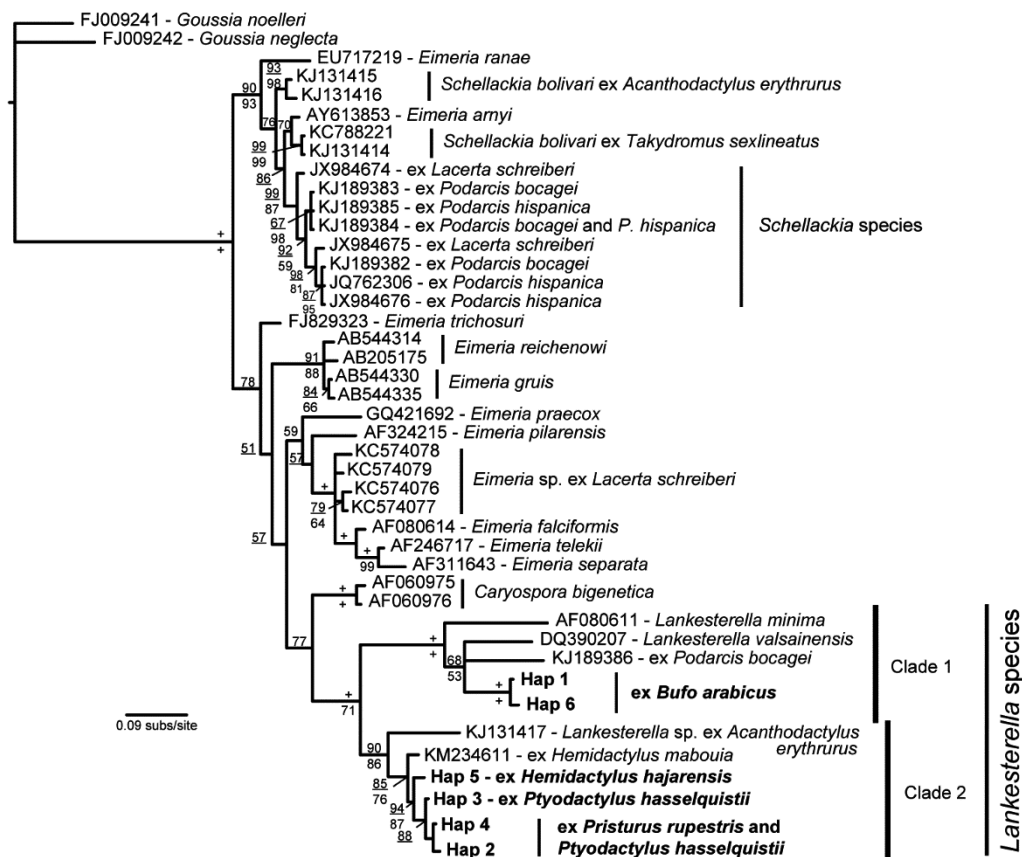 FJ009241 - Goussia noelleri
FJ009242 - Goussia neglecta
EU717219 - Eimeria ranae
93
98
KJ131415
KJ131416
Schellackia bolivari ex Acanthodactylus erythrurus
90
93
76
70
AY613853 - Eimeria arnyi
KC788221
KJ131414
Schellackia bolivari ex Takydromus sexlineatus
99
99
JX984674 - ex Lacerta schreiberi
86
99
KJ189383 - ex Podarcis bocagei
87
KJ189385 - ex Podarcis hispanica
67
98
KJ189384 - ex Podarcis bocagei and P. hispanica
Schellackia species
+
+
JX984675 - ex Lacerta schreiberi
92
59
KJ189382 - ex Podarcis bocagei
98
81
JQ762306 - ex Podarcis hispanica
87
95
JX984676 - ex Podarcis hispanica
FJ829323 - Eimeria trichosuri
AB544314
AB205175
Eimeria reichenowi
91
88
AB544330
AB544335
Eimeria gruis
84
66
78
GQ421692 - Eimeria praecox
59
AF324215 - Eimeria pilarensis
51
57
KC574078
KC574079
KC574076
KC574077
Eimeria sp. ex Lacerta schreiberi
+
79
64
AF080614 - Eimeria falciformis
57
+
AF246717 - Eimeria telekii
+
99
AF311643 - Eimeria separata
AF060975
AF060976
Caryospora bigenetica
+
+
77
AF080611 - Lankesterella minima
+
+
DQ390207 - Lankesterella valsainensis
68
53
KJ189386 - ex Podarcis bocagei
Clade 1
Hap 1
Hap 6
ex Bufo arabicus
+
+
+
71
0.09 subs/site
KJ131417 - Lankesterella sp. ex Acanthodactylus
erythrurus
90
86
KM234611 - ex Hemidactylus mabouia
85
76
Hap 5 - ex Hemidactylus hajarensis
Clade 2
94
87
Hap 3 - ex Ptyodactylus hasselquistii
88
Hap 4
Hap 2
ex Pristurus rupestris and
Ptyodactylus hasselquistii
Lankesterella species